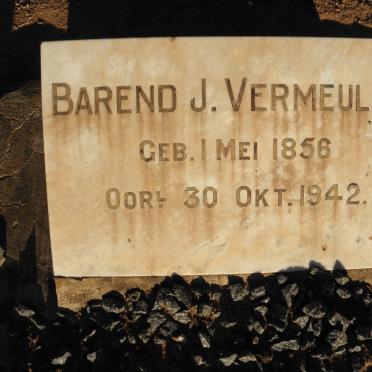 BAREND J. VERMEUL
GEB. 1 MEI 1856
OORL 30 OKT. 1942.